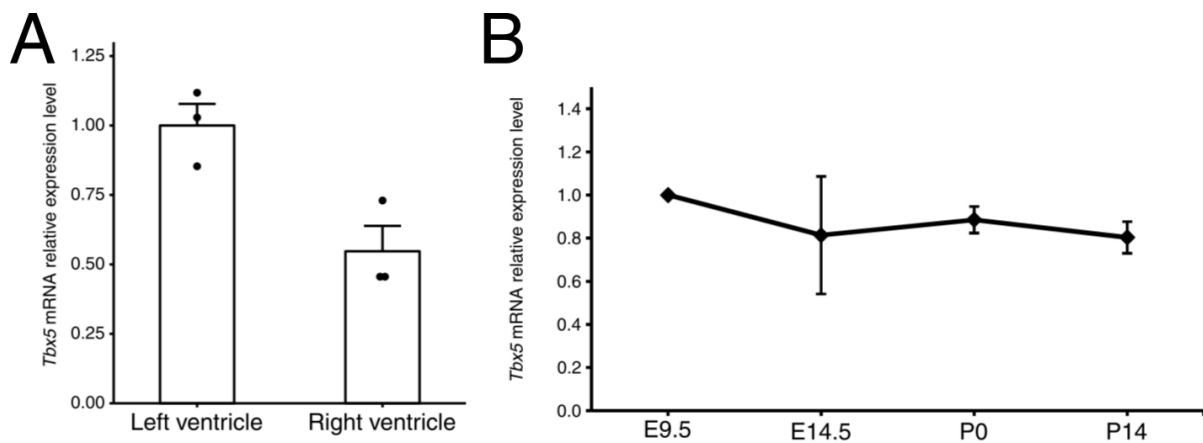 A
Tbx5 mRNA relative expression level
1.25
1.00
0.75
0.50
0.25
0.00
Left ventricle
Right ventricle
B
Tbx5 mRNA relative expression level
1.4
1.2
1.0
0.8
0.6
0.4
0.2
0.0
E9.5
E14.5
P0
P14